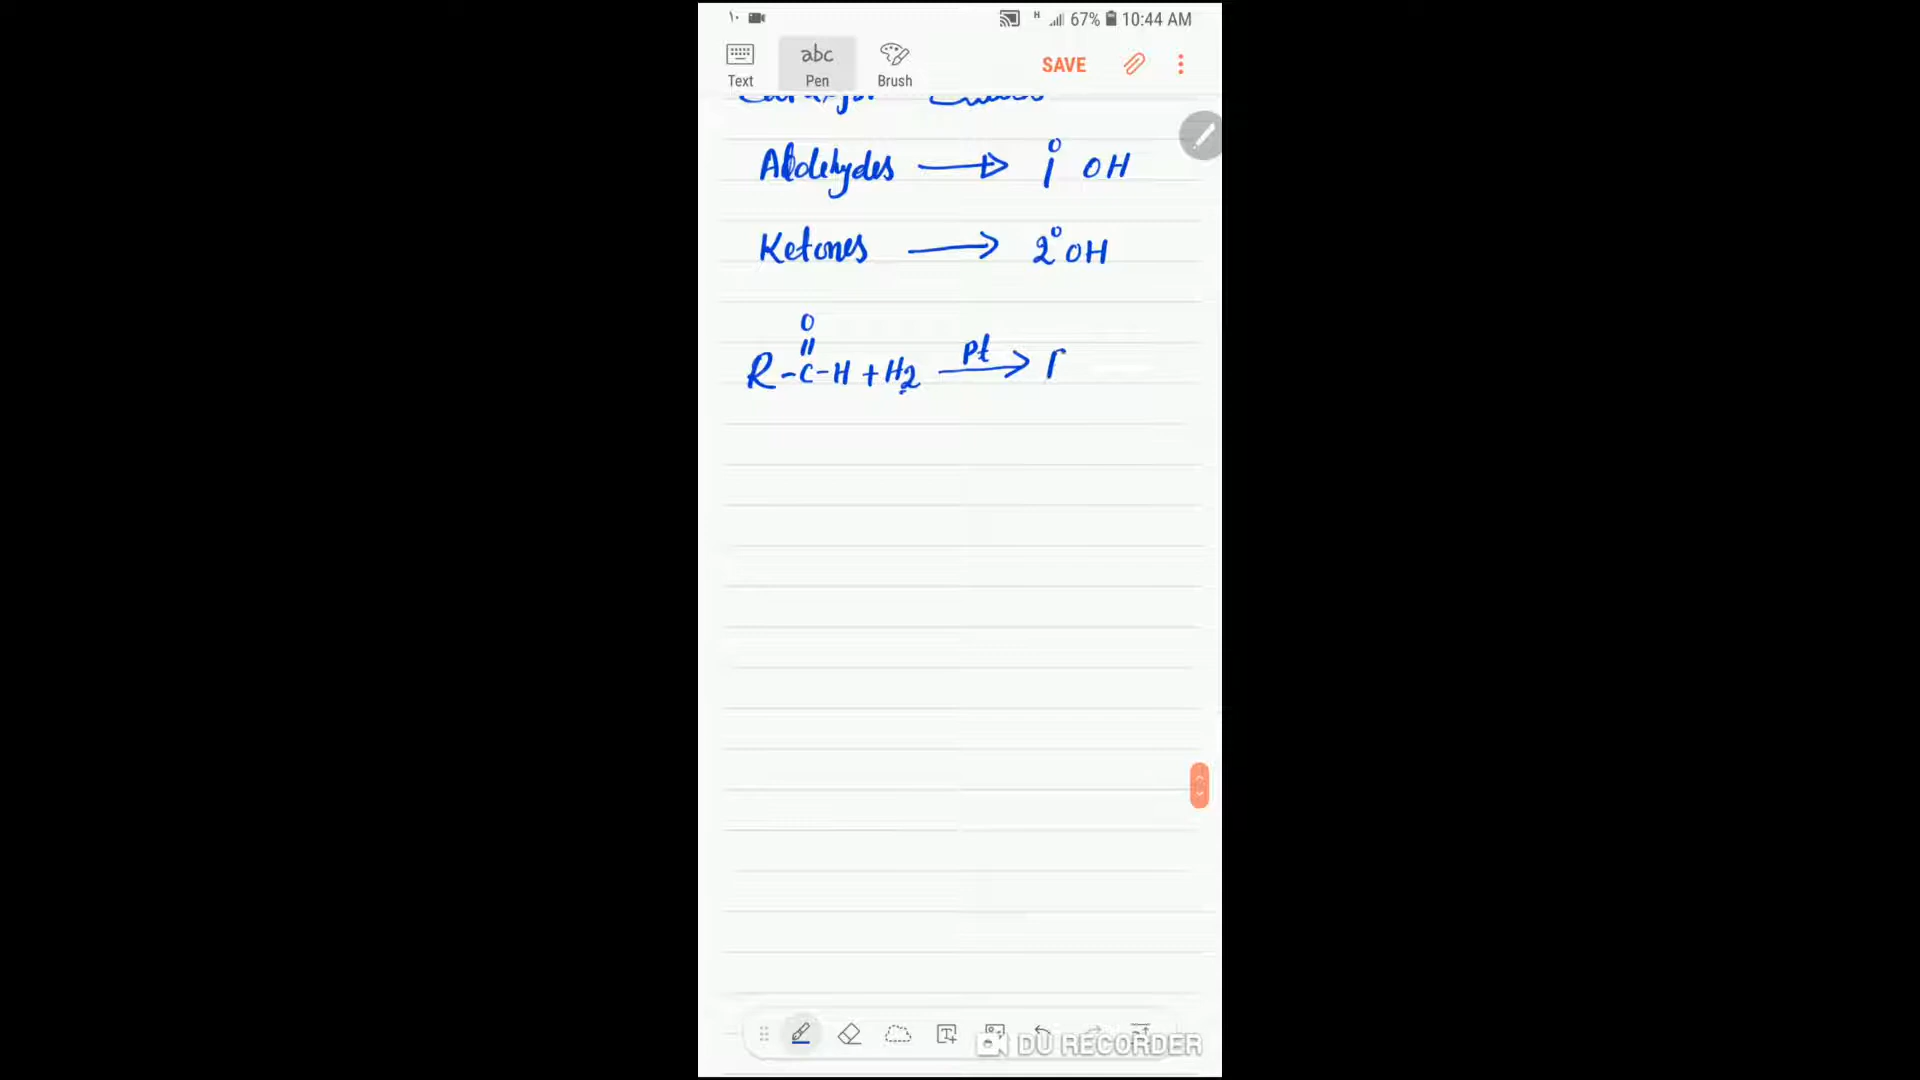 ١٠ H 67% 10:44 AM
Text abc Pen Brush SAVE
Aldehydes → 1° OH
Ketones → 2° OH
O
||
R-C-H + H2 Pt →
DU RECORDER